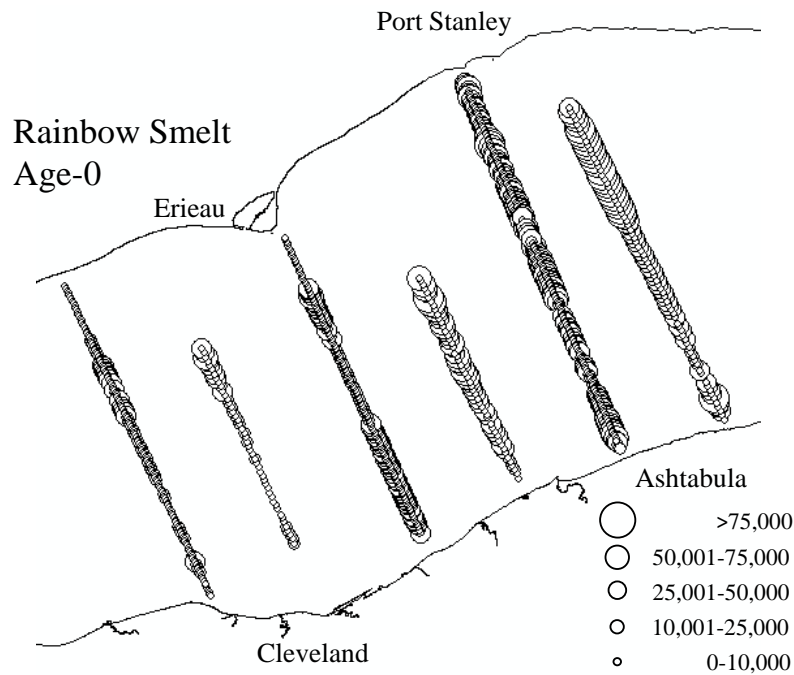 Port Stanley
Rainbow Smelt
Age-0
Erieau
Ashtabula
>75,000
50,001-75,000
25,001-50,000
10,001-25,000
0-10,000
Cleveland